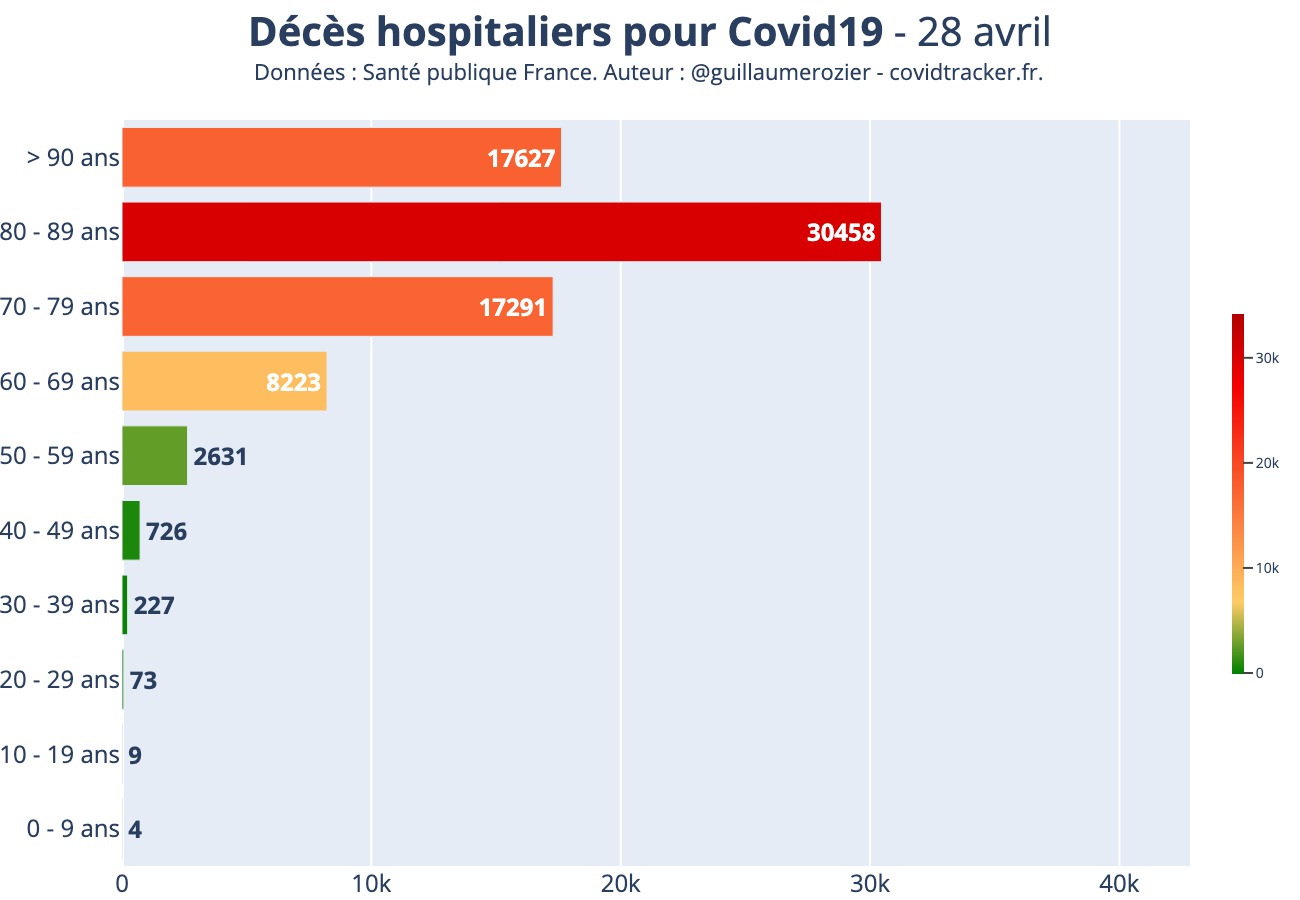 Décès hospitaliers pour Covid19 - 28 avril
Données : Santé publique France. Auteur : @guillaumerozier - covidtracker.fr.
> 90 ans 17627
80 - 89 ans 30458
70 - 79 ans 17291
60 - 69 ans 8223
50 - 59 ans 2631
40 - 49 ans 726
30 - 39 ans 227
20 - 29 ans 73
10 - 19 ans 9
0 - 9 ans 4
0 10k 20k 30k 40k
30k
20k
10k
0